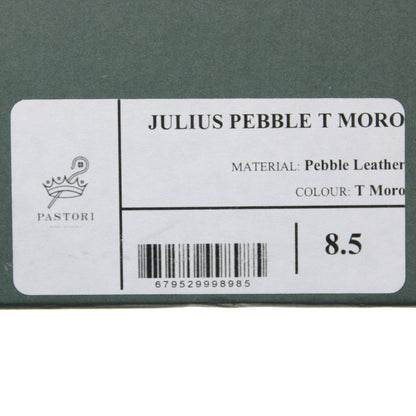 JULIUS PEBBLE T MORO
MATERIAL: Pebble Leather
COLOUR: T Moro
PASTORI
8.5
679529998985